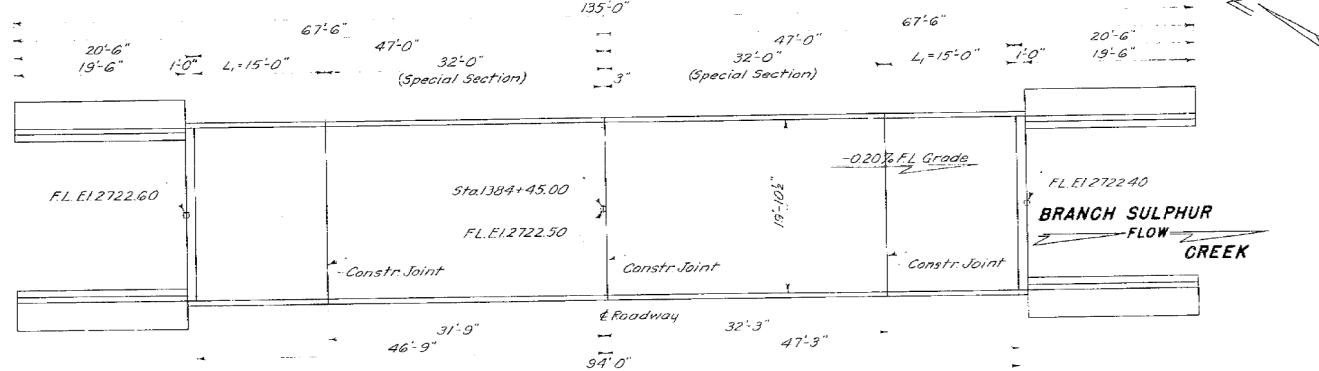 135'-0"
67'-6" 67'-6"
20'-6" 47'-0" 47'-0" 20'-6"
19'-6" 1'-0" L₁=15'-0" 32'-0" 32'-0" L₁=15'-0" 1'-0" 19'-6"
(Special Section) 3" (Special Section)
-0.20% F.L. Grade
F.L. El. 2722.60 Sta. 1384+45.00 19'-10½" F.L. El. 2722.40
F.L. El. 2722.50 BRANCH SULPHUR
FLOW
CREEK
Constr. Joint Constr. Joint Constr. Joint
℄ Roadway
31'-9" 32'-3"
46'-9" 47'-3"
94'-0"